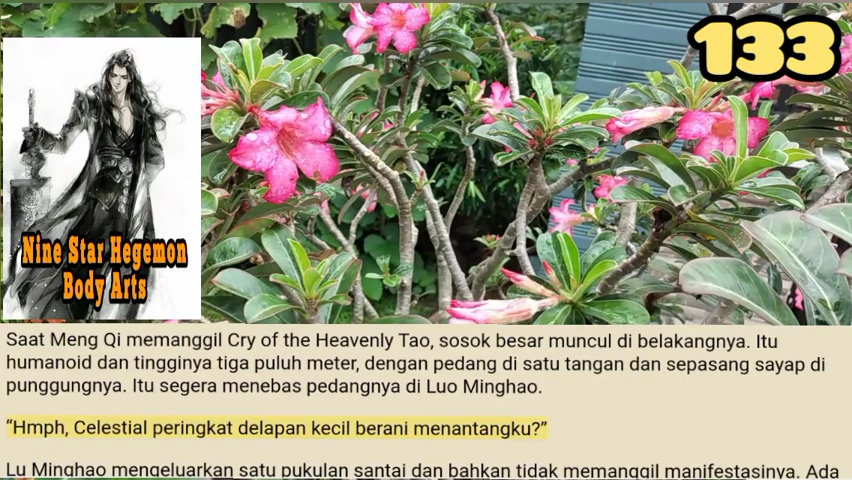 133
Nine Star Hegemon
Body Arts
Saat Meng Qi memanggil Cry of the Heavenly Tao, sosok besar muncul di belakangnya. Itu
humanoid dan tingginya tiga puluh meter, dengan pedang di satu tangan dan sepasang sayap di
punggungnya. Itu segera menebas pedangnya di Luo Minghao.
“Hmph, Celestial peringkat delapan kecil berani menantangku?”
Lu Minghao mengeluarkan satu pukulan santai dan bahkan tidak memanggil manifestasinya. Ada